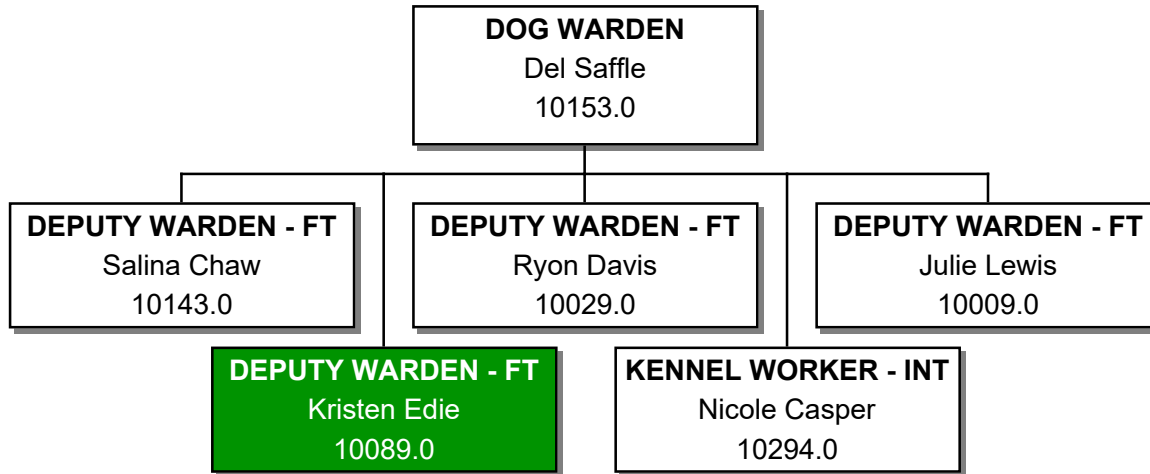 DOG WARDEN
Del Saffle
10153.0
DEPUTY WARDEN - FT
Salina Chaw
10143.0
DEPUTY WARDEN - FT
Ryon Davis
10029.0
DEPUTY WARDEN - FT
Julie Lewis
10009.0
DEPUTY WARDEN - FT
Kristen Edie
10089.0
KENNEL WORKER - INT
Nicole Casper
10294.0